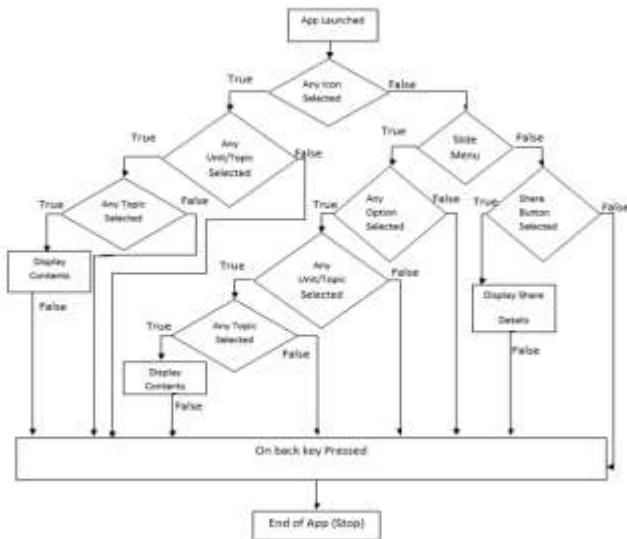 App Launched
Any Icon
Selected
True
False
Any
Unit/Topic
Selected
True
False
Slide
Menu
True
False
Any Topic
Selected
True
False
Any
Option
Selected
True
False
Share
Button
Selected
True
False
Display
Contents
False
Any
Unit/Topic
Selected
True
False
Display Share
Details
False
Any Topic
Selected
True
False
Display
Contents
False
On back key Pressed
End of App (Stop)